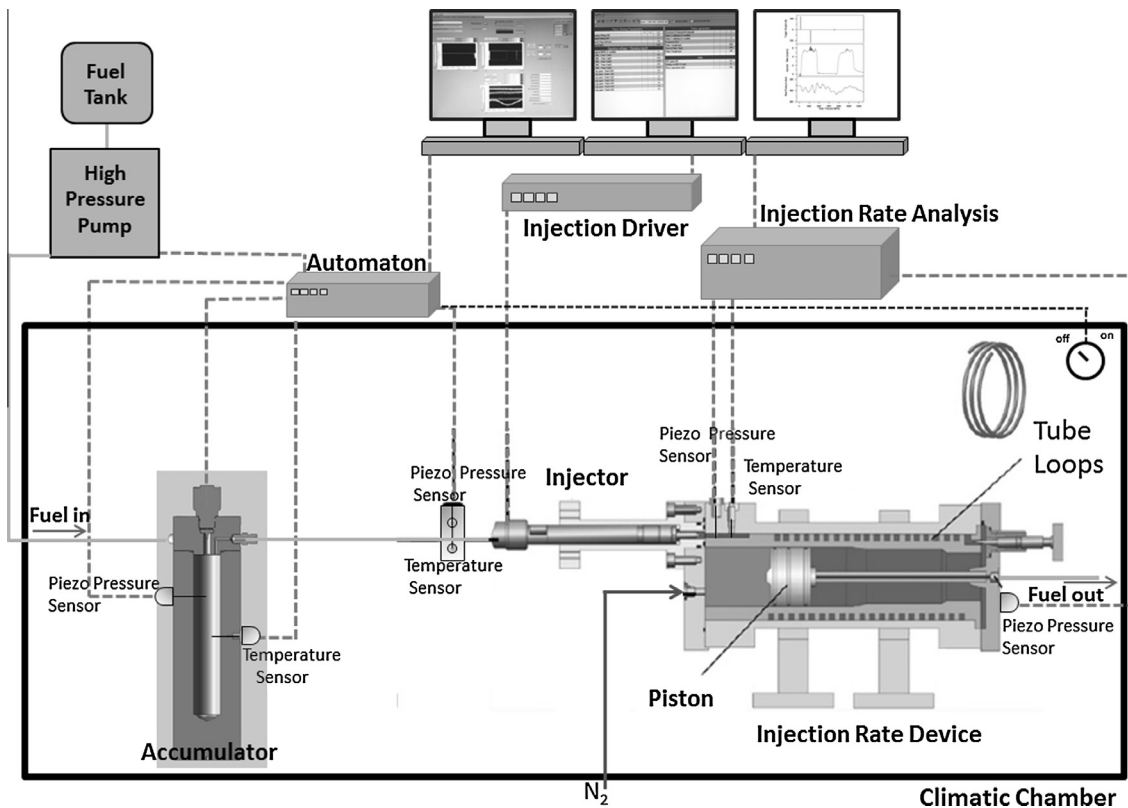 Fuel
Tank
High
Pressure
Pump
Automaton
Injection Driver
Injection Rate Analysis
off
on
Tube
Loops
Piezo Pressure
Sensor
Temperature
Sensor
Injector
Piezo Pressure
Sensor
Temperature
Sensor
Fuel in
Piezo Pressure
Sensor
Temperature
Sensor
Accumulator
Fuel out
Piezo Pressure
Sensor
Piston
Injection Rate Device
N2
Climatic Chamber